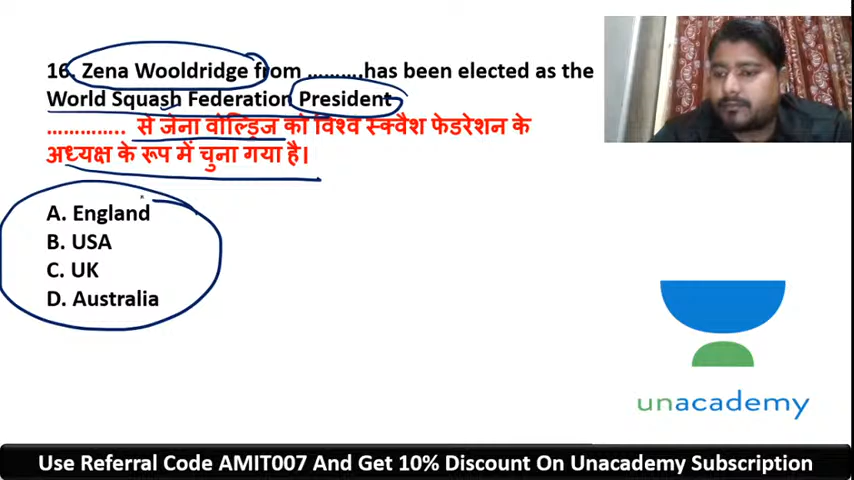 16. Zena Wooldridge from ..........has been elected as the
World Squash Federation President.
.............. से जेना वोल्ड्रिज को विश्व स्क्वैश फेडरेशन के
अध्यक्ष के रूप में चुना गया है।
A. England
B. USA
C. UK
D. Australia
unacademy
Use Referral Code AMIT007 And Get 10% Discount On Unacademy Subscription